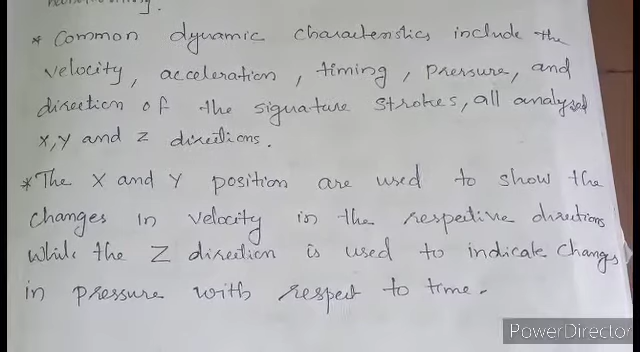 * Common dynamic characteristics include the
velocity, acceleration, timing, pressure, and
direction of the signature strokes, all analyzed
X, Y and Z directions.
* The X and Y position are used to show the
changes in velocity in the respective directions
while the Z direction is used to indicate changes
in pressure with respect to time.
PowerDirector